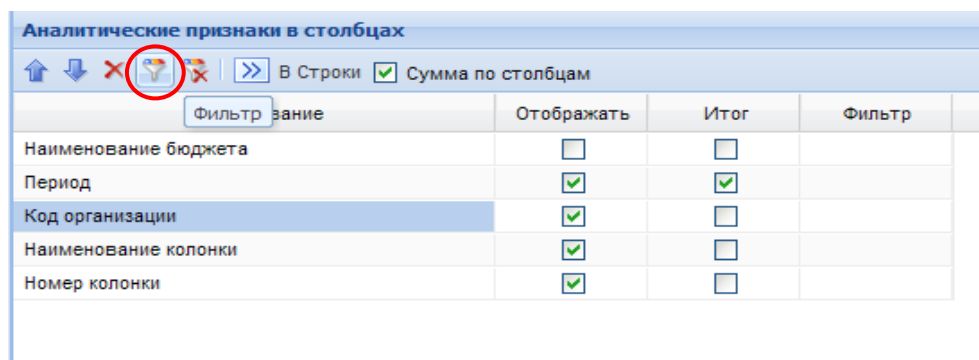 Аналитические признаки в столбцах
В Строки Сумма по столбцам
Фильтр вание Отображать Итог Фильтр
Наименование бюджета
Период
Код организации
Наименование колонки
Номер колонки